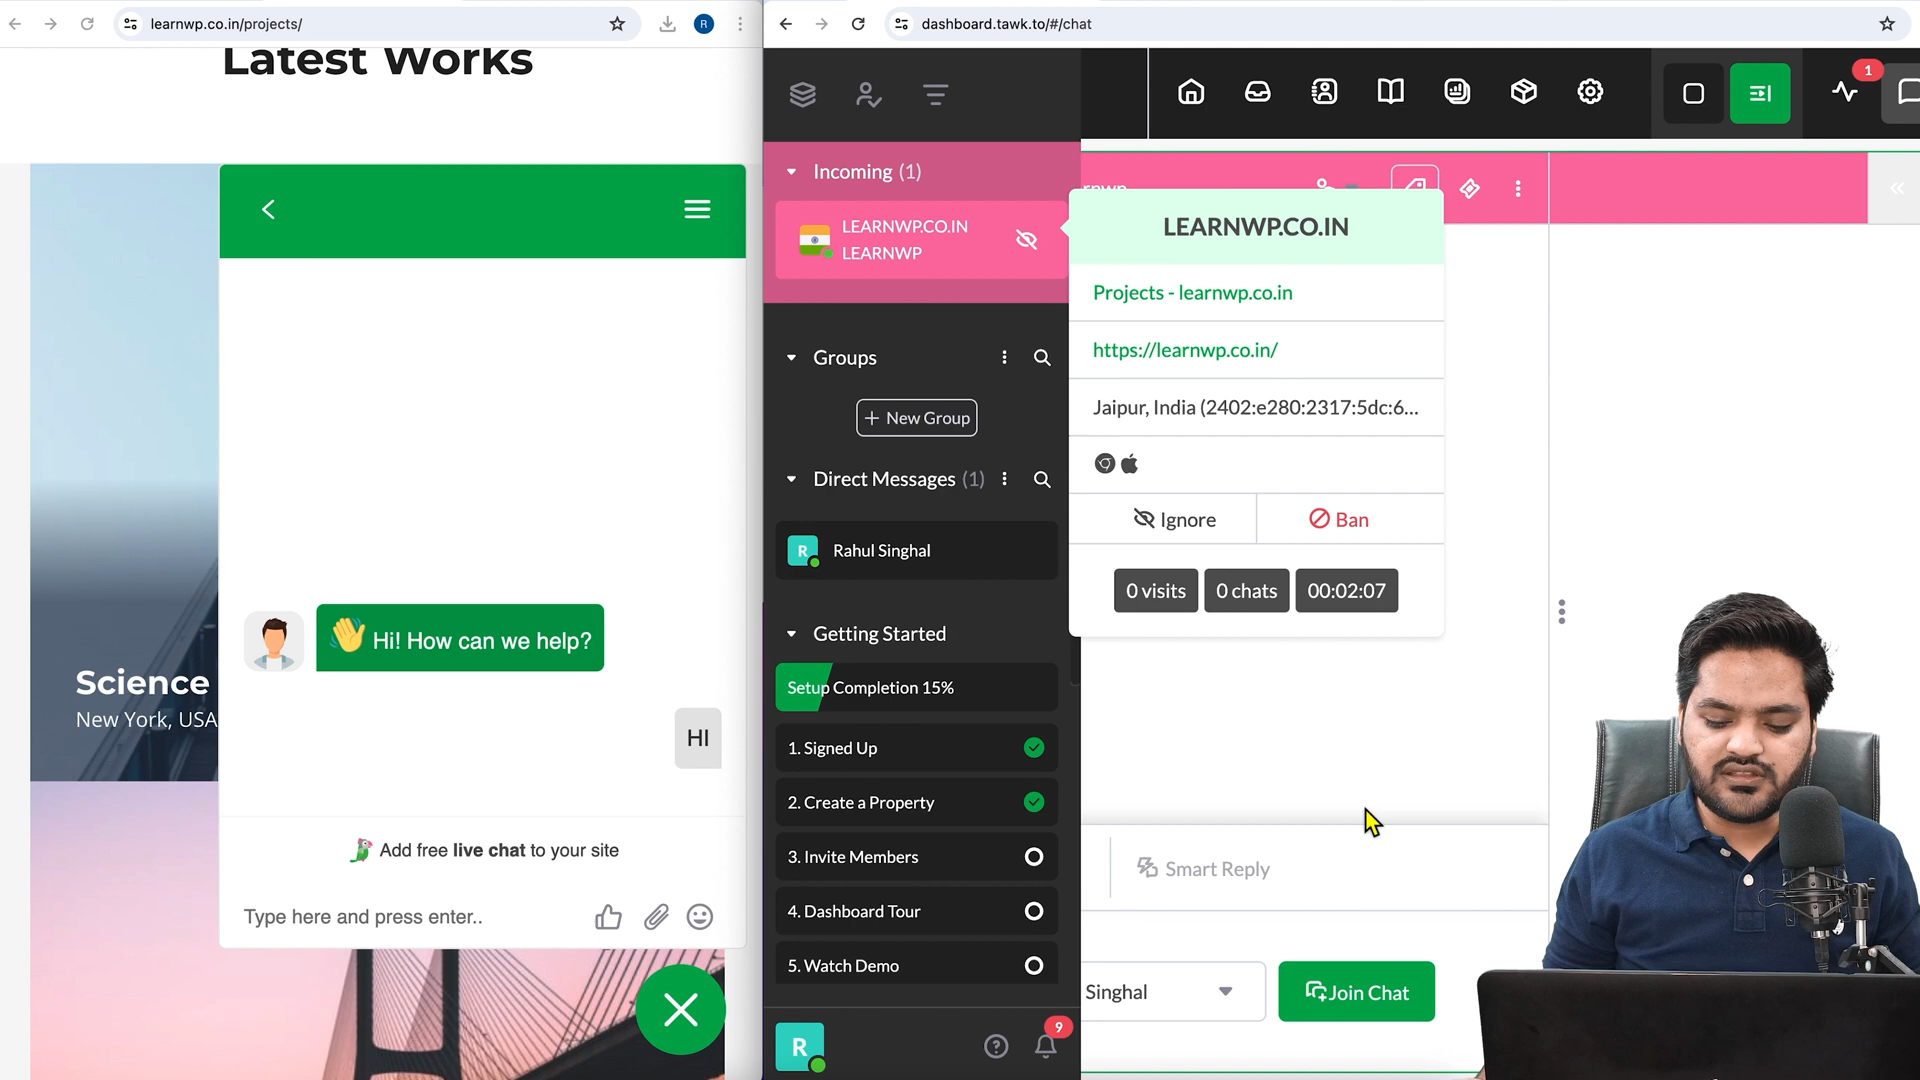 learnwp.co.in/projects/
R
Latest Works
Science
New York, USA
👋 Hi! How can we help?
HI
Add free live chat to your site
Type here and press enter..
dashboard.tawk.to/#/chat
1
Incoming (1)
LEARNWP.CO.IN
LEARNWP
Groups
+ New Group
Direct Messages (1)
R
Rahul Singhal
Getting Started
Setup Completion 15%
1. Signed Up
2. Create a Property
3. Invite Members
4. Dashboard Tour
5. Watch Demo
R
9
LEARNWP.CO.IN
Projects - learnwp.co.in
https://learnwp.co.in/
Jaipur, India (2402:e280:2317:5dc:6...
Ignore
Ban
0 visits
0 chats
00:02:07
Smart Reply
Singhal
Join Chat